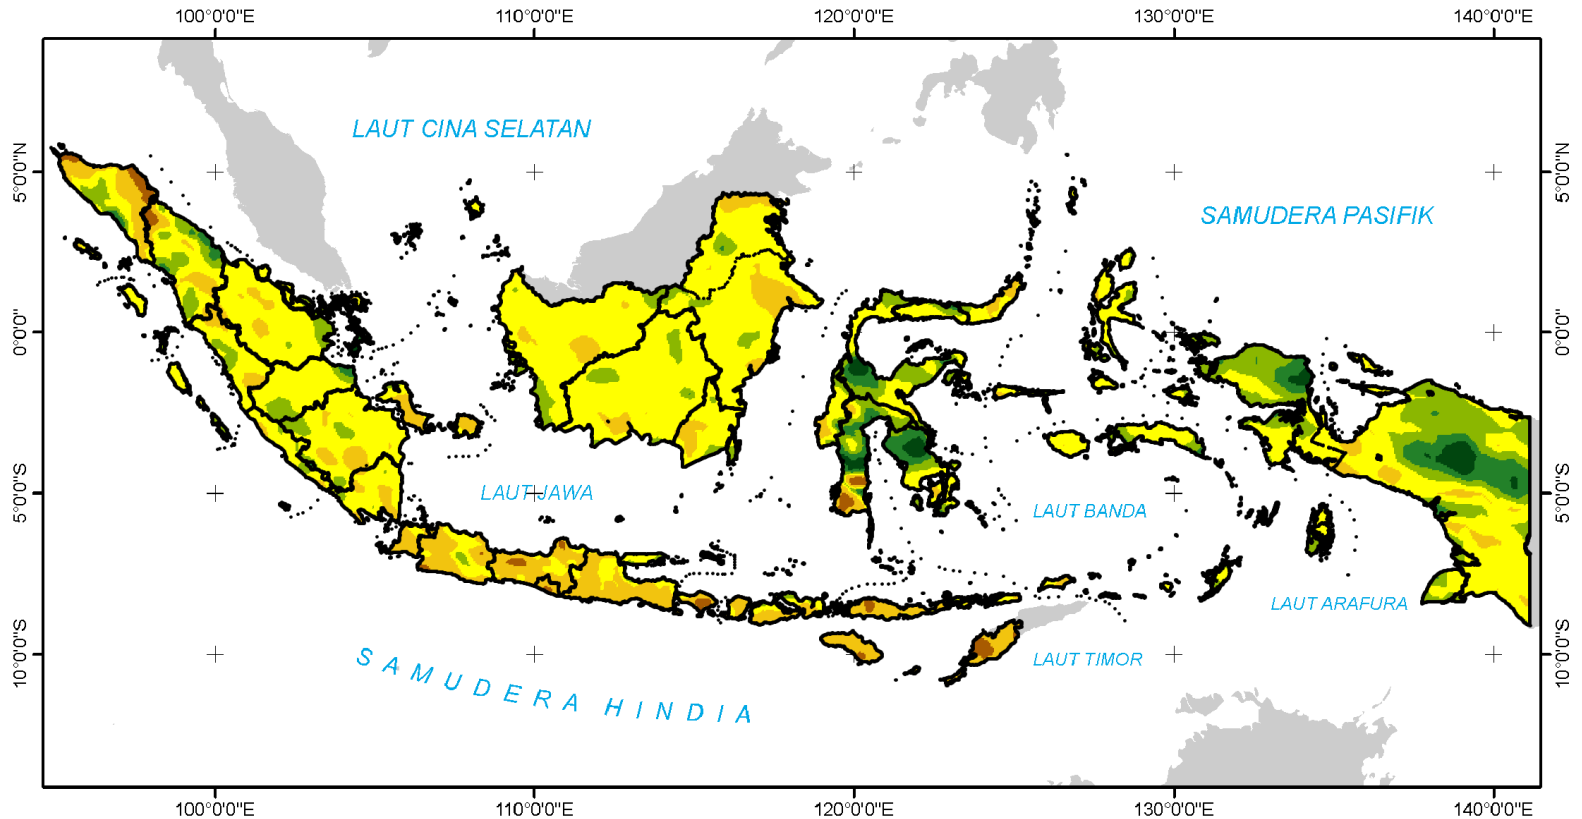 100°0'0"E 110°0'0"E 120°0'0"E 130°0'0"E 140°0'0"E
LAUT CINA SELATAN
5°0'0"N 5°0'0"N
SAMUDERA PASIFIK
0°0'0" 0°0'0"
LAUT JAWA
5°0'0"S 5°0'0"S
LAUT BANDA
LAUT ARAFURA
10°0'0"S 10°0'0"S
LAUT TIMOR
SAMUDERA HINDIA
100°0'0"E 110°0'0"E 120°0'0"E 130°0'0"E 140°0'0"E